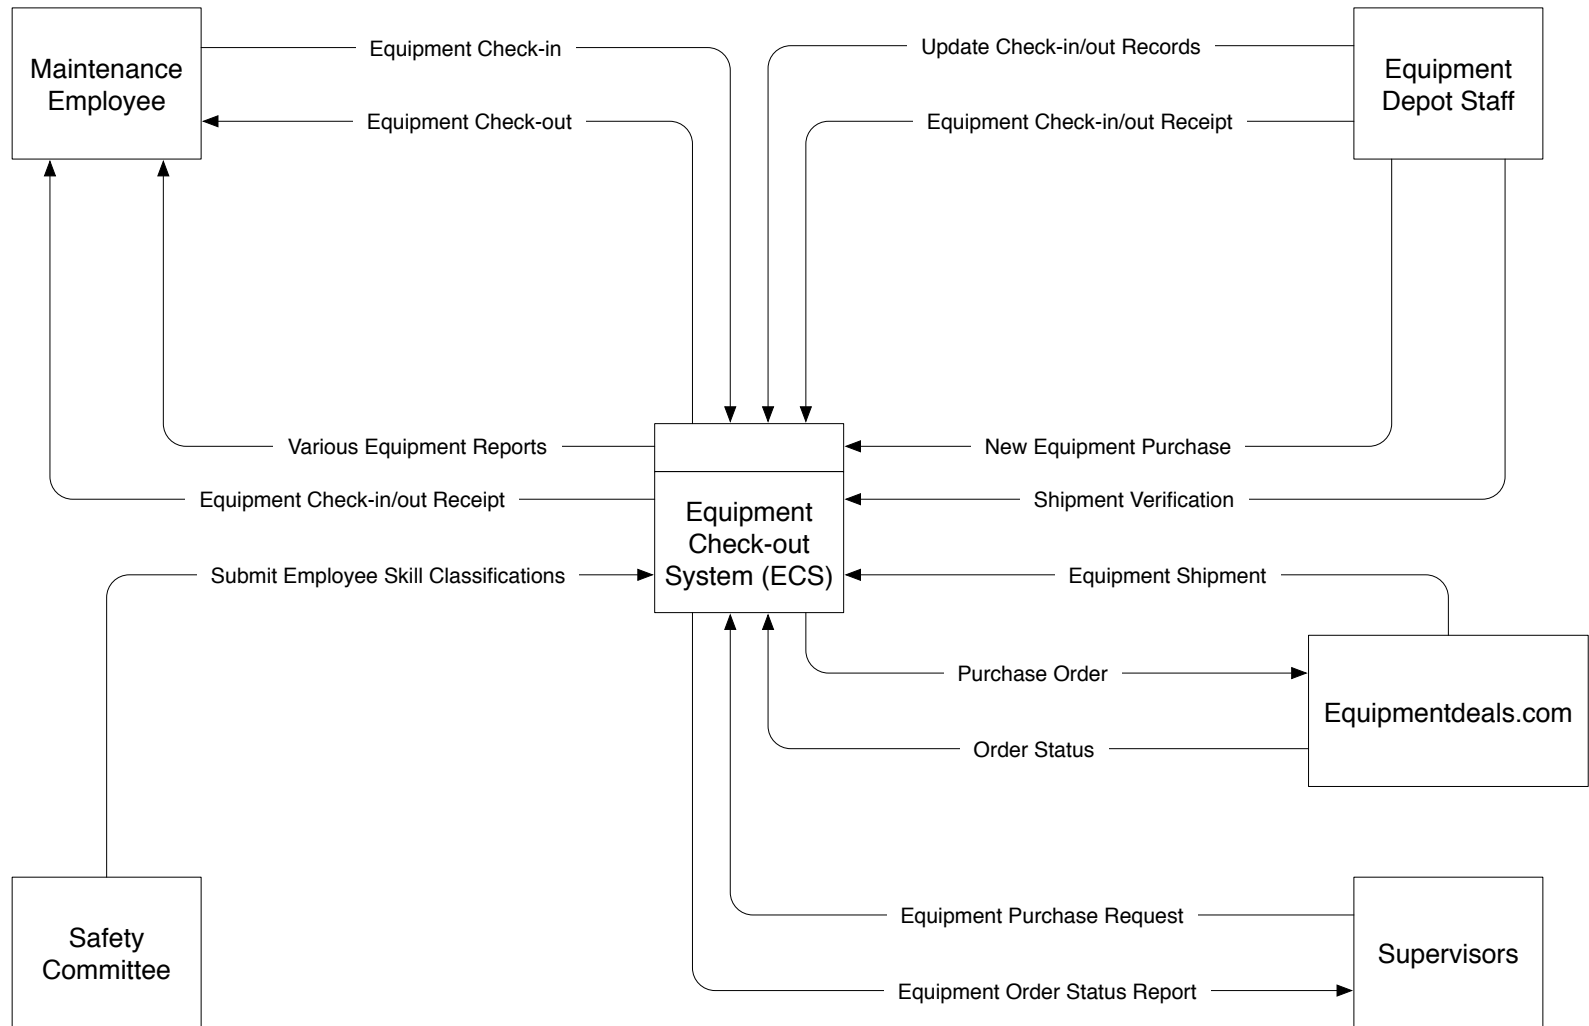 Equipment Check-in
Update Check-in/out Records
Maintenance
Employee
Equipment
Depot Staff
Equipment Check-out
Equipment Check-in/out Receipt
Various Equipment Reports
New Equipment Purchase
Equipment Check-in/out Receipt
Shipment Verification
Equipment
Check-out
System (ECS)
Submit Employee Skill Classifications
Equipment Shipment
Purchase Order
Equipmentdeals.com
Order Status
Equipment Purchase Request
Safety
Committee
Supervisors
Equipment Order Status Report